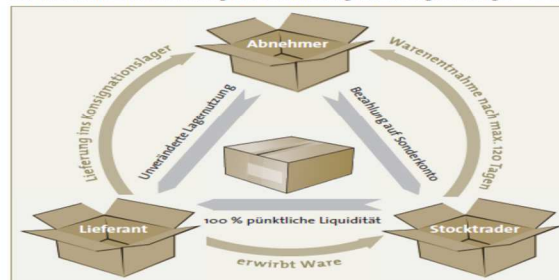 Abnehmer
Lieferung ins Konsignationslager
Unveränderte Lagernutzung
Bezahlung auf Sonderkonto
Warenentnahme nach max. 120 Tagen
100 % pünktliche Liquidität
Lieferant
Stocktrader
erwirbt Ware